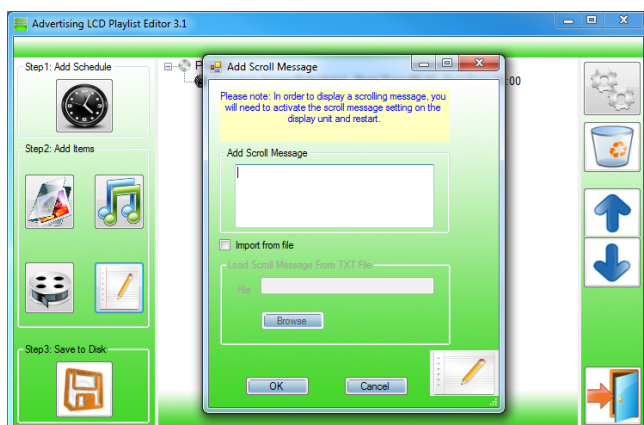 Advertising LCD Playlist Editor 3.1
Step1: Add Schedule
Step2: Add Items
Step3: Save to Disk
P
:00
Add Scroll Message
Please note: In order to display a scrolling message, you
will need to activate the scroll message setting on the
display unit and restart.
Add Scroll Message
Import from file
Load Scroll Message From TXT File
File
Browse
OK
Cancel